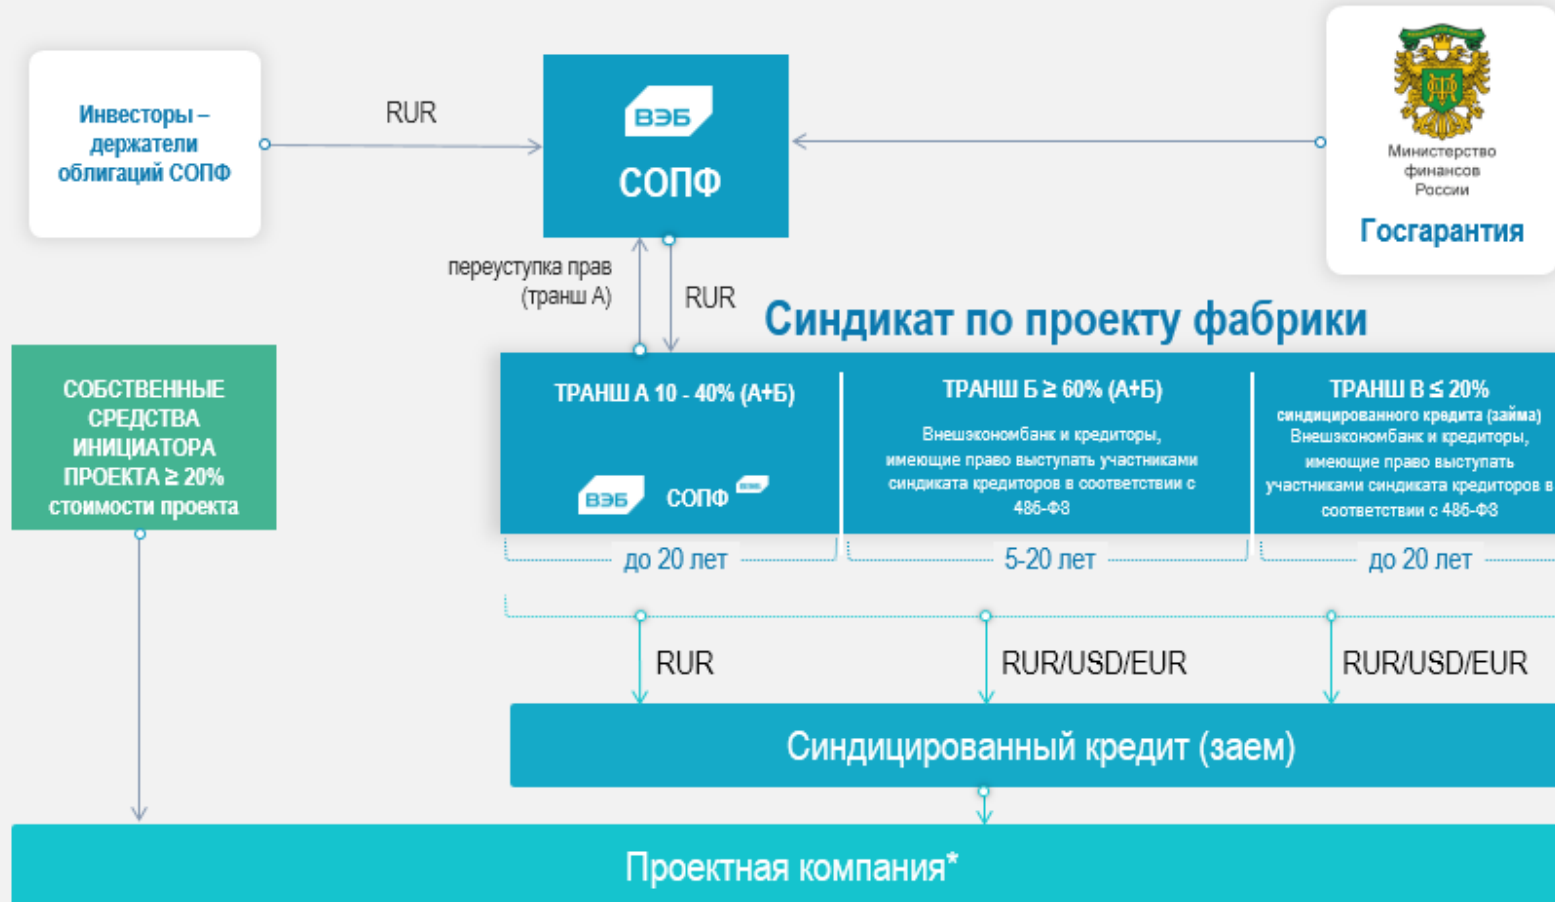 Инвесторы –
держатели
облигаций СОПФ
RUR
ВЭБ
СОПФ
Министерство
финансов
России
Госгарантия
переуступка прав
(транш А)
RUR
Синдикат по проекту фабрики
СОБСТВЕННЫЕ
СРЕДСТВА
ИНИЦИАТОРА
ПРОЕКТА ≥ 20%
стоимости проекта
ТРАНШ А 10 - 40% (А+Б)
ВЭБ СОПФ
ТРАНШ Б ≥ 60% (А+Б)
Внешэкономбанк и кредиторы,
имеющие право выступать участниками
синдиката кредиторов в соответствии с
486-ФЗ
ТРАНШ В ≤ 20%
синдицированного кредита (займа)
Внешэкономбанк и кредиторы,
имеющие право выступать
участниками синдиката кредиторов в
соответствии с 486-ФЗ
до 20 лет
5-20 лет
до 20 лет
RUR
RUR/USD/EUR
RUR/USD/EUR
Синдицированный кредит (заем)
Проектная компания*